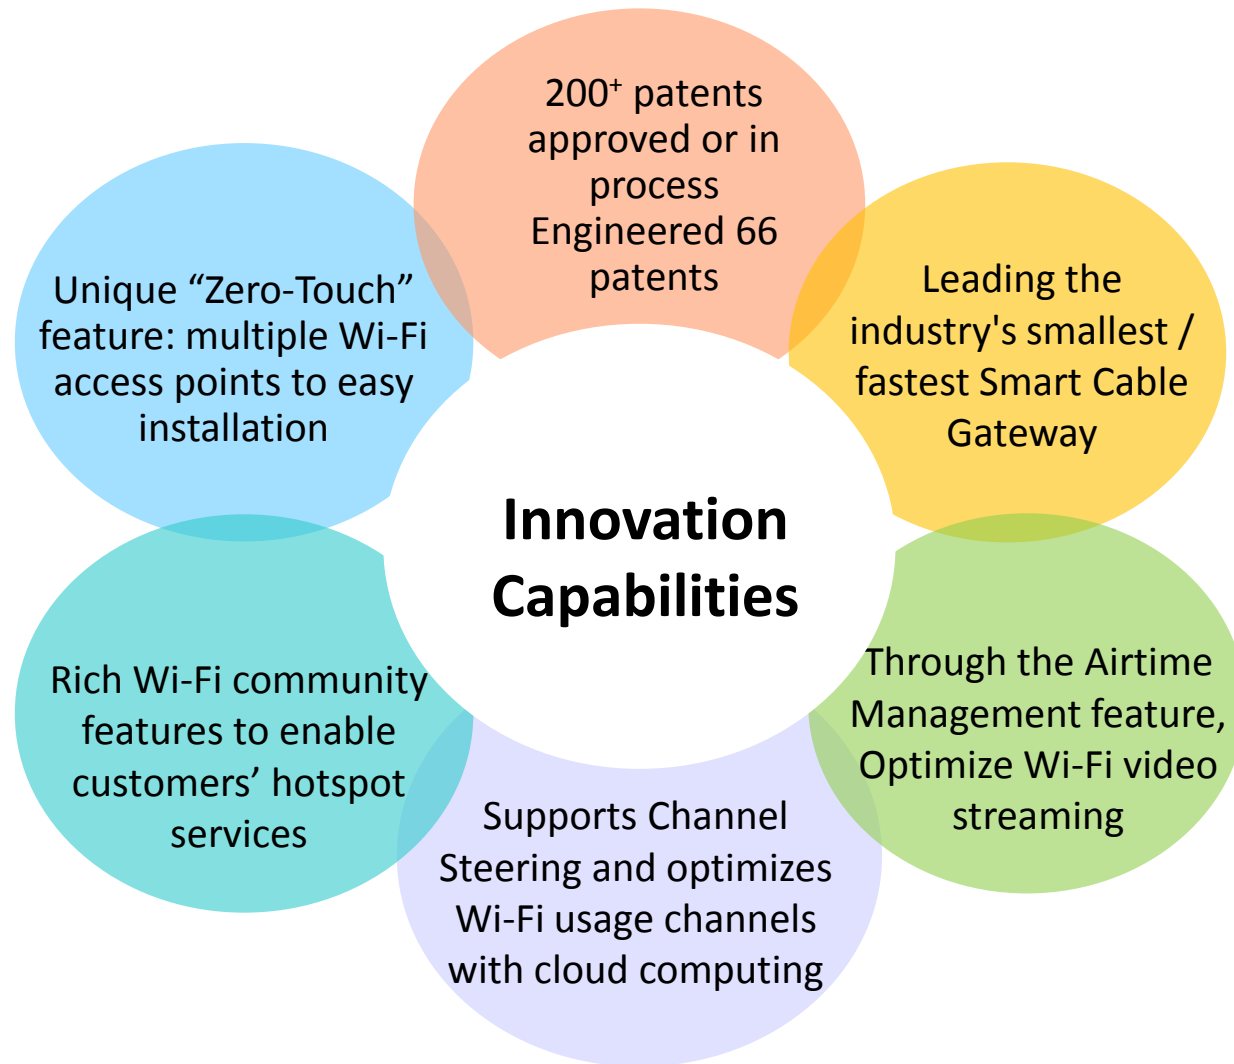 200+ patents
approved or in
process
Engineered 66
patents
Leading the
industry's smallest /
fastest Smart Cable
Gateway
Through the Airtime
Management feature,
Optimize Wi-Fi video
streaming
Supports Channel
Steering and optimizes
Wi-Fi usage channels
with cloud computing
Rich Wi-Fi community
features to enable
customers’ hotspot
services
Unique “Zero-Touch”
feature: multiple Wi-Fi
access points to easy
installation
Innovation
Capabilities